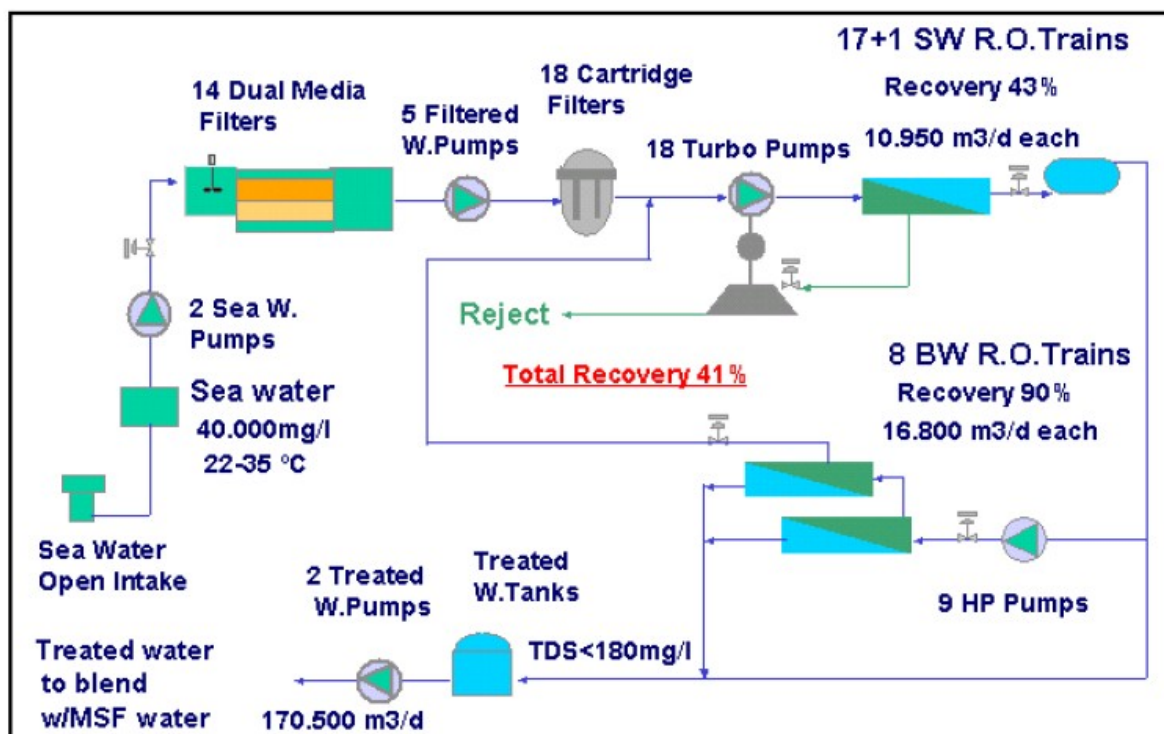 17+1 SW R.O.Trains
Recovery 43%
10.950 m3/d each
18 Cartridge
Filters
14 Dual Media
Filters
5 Filtered
W.Pumps
18 Turbo Pumps
2 Sea W.
Pumps
Reject
Sea water
40.000mg/l
22-35 °C
Total Recovery 41%
8 BW R.O.Trains
Recovery 90%
16.800 m3/d each
Sea Water
Open Intake
2 Treated
W.Pumps
Treated
W.Tanks
9 HP Pumps
TDS<180mg/l
Treated water
to blend
w/MSF water
170.500 m3/d